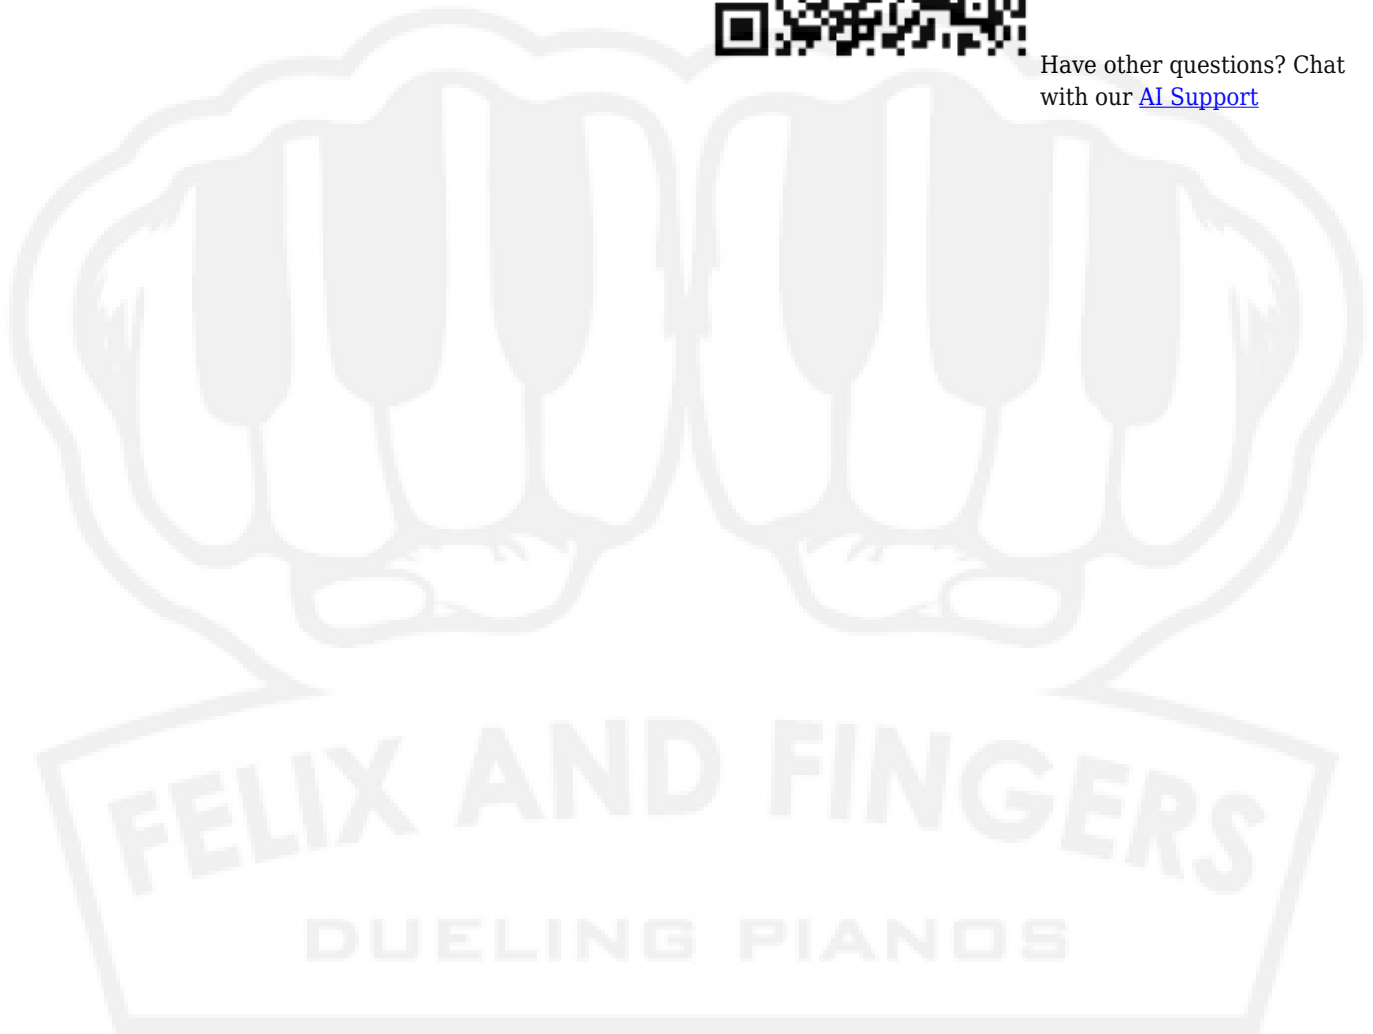 Have other questions? Chat
with our AI Support
FELIX AND FINGERS
DUELING PIANOS